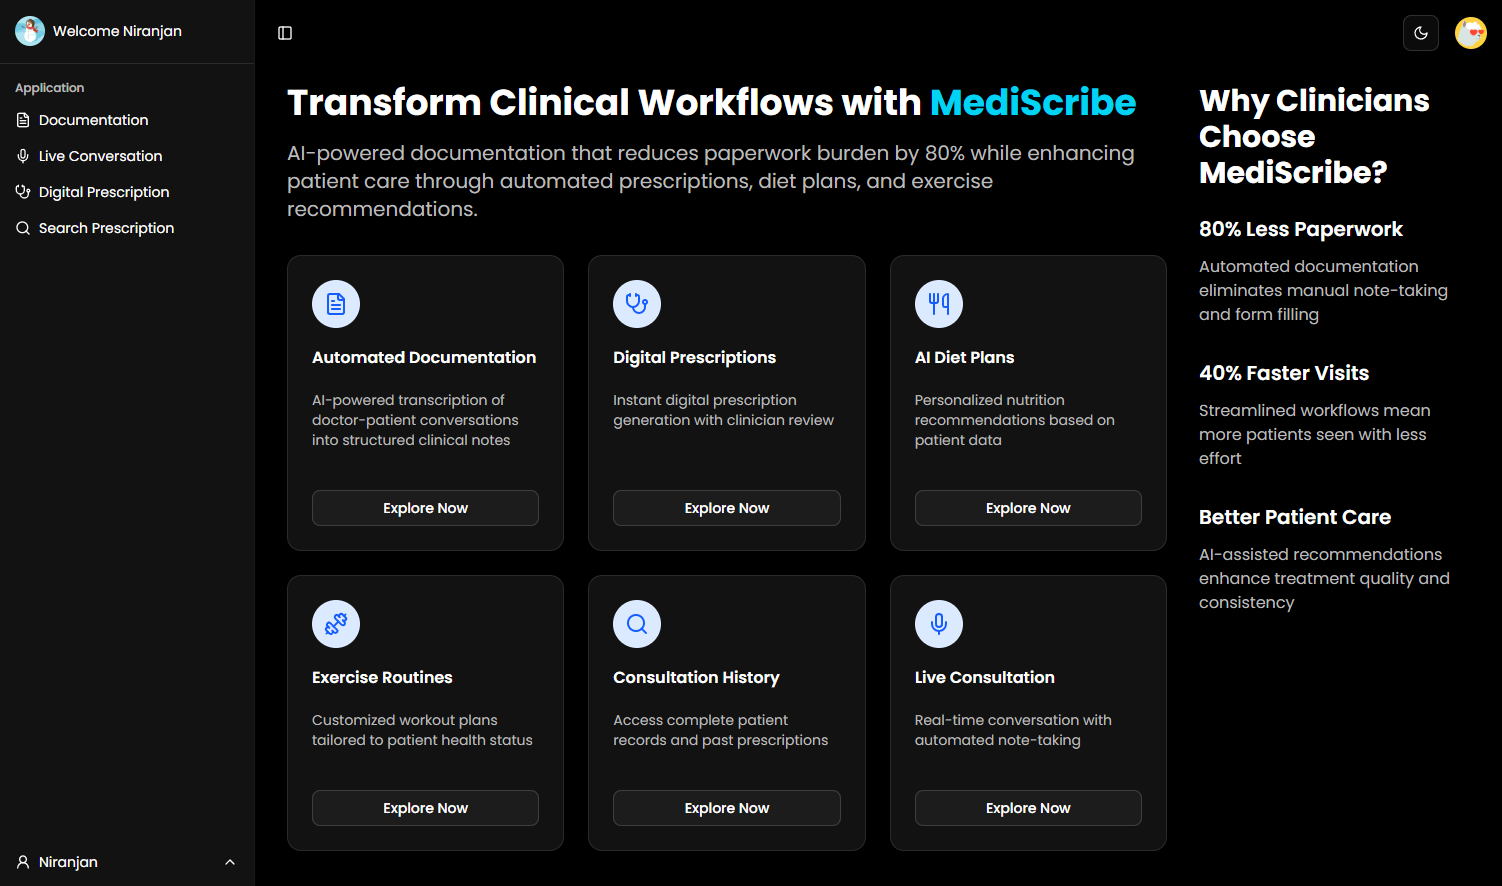 Welcome Niranjan
Application
Documentation
Live Conversation
Digital Prescription
Search Prescription
Niranjan
Transform Clinical Workflows with MediScribe
AI-powered documentation that reduces paperwork burden by 80% while enhancing
patient care through automated prescriptions, diet plans, and exercise
recommendations.
Automated Documentation
AI-powered transcription of
doctor-patient conversations
into structured clinical notes
Explore Now
Digital Prescriptions
Instant digital prescription
generation with clinician review
Explore Now
AI Diet Plans
Personalized nutrition
recommendations based on
patient data
Explore Now
Exercise Routines
Customized workout plans
tailored to patient health status
Explore Now
Consultation History
Access complete patient
records and past prescriptions
Explore Now
Live Consultation
Real-time conversation with
automated note-taking
Explore Now
Why Clinicians
Choose
MediScribe?
80% Less Paperwork
Automated documentation
eliminates manual note-taking
and form filling
40% Faster Visits
Streamlined workflows mean
more patients seen with less
effort
Better Patient Care
AI-assisted recommendations
enhance treatment quality and
consistency